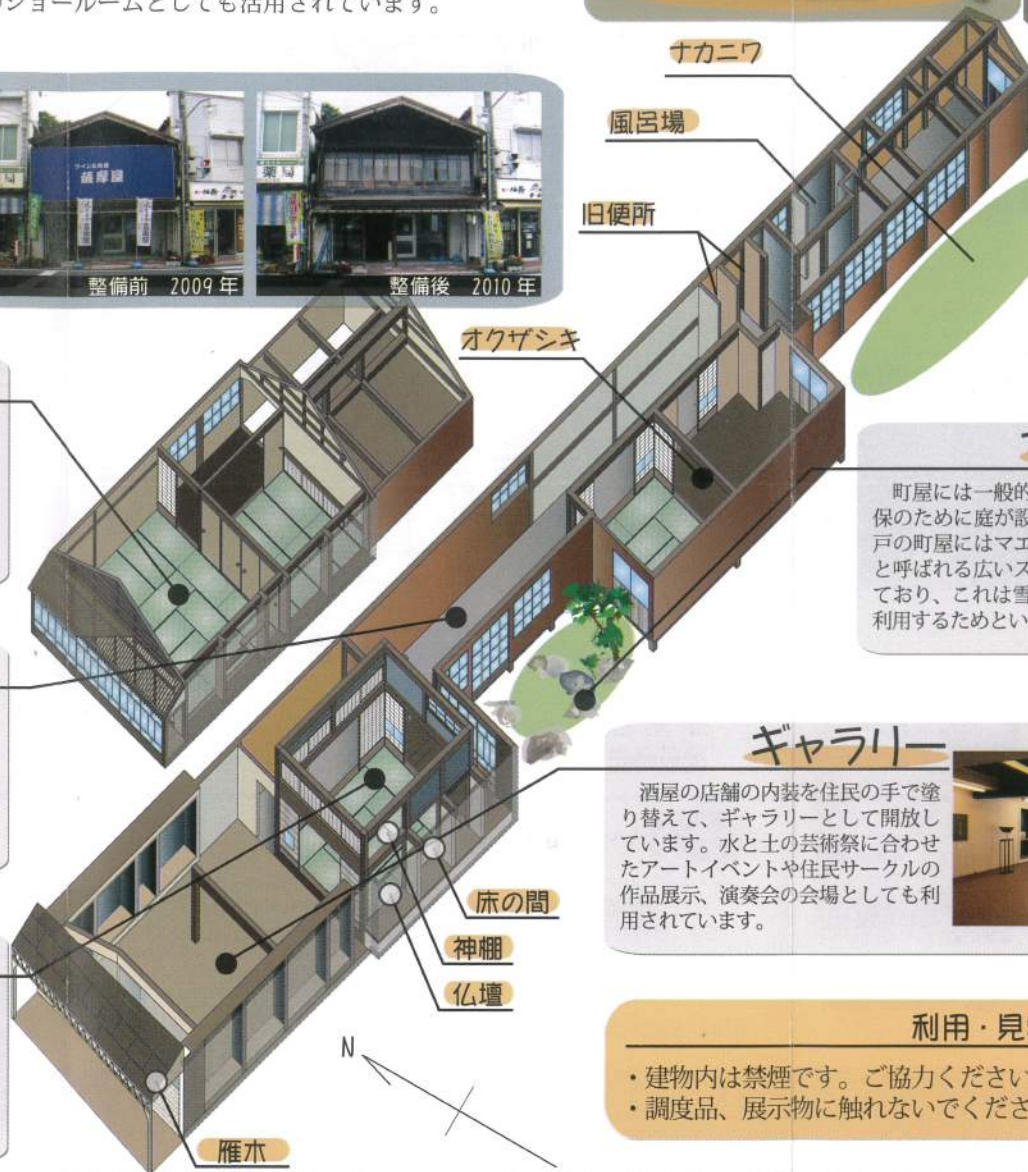 のショールームとしても活用されています。
薩摩屋
薬局
整備前 2009年
整備後 2010年
ナカニワ
風呂場
旧便所
オクザシキ
町屋には一般的
保のために庭が設
戸の町屋にはマエ
と呼ばれる広いス
ており、これは雪
利用するためとい
ギャラリー
酒屋の店舗の内装を住民の手で塗
り替えて、ギャラリーとして開放し
ています。水と土の芸術祭に合わせ
たアートイベントや住民サークルの
作品展示、演奏会の会場としても利
用されています。
床の間
神棚
仏壇
N
雁木
利用・見
・建物内は禁煙です。ご協力ください
・調度品、展示物に触れないでくださ